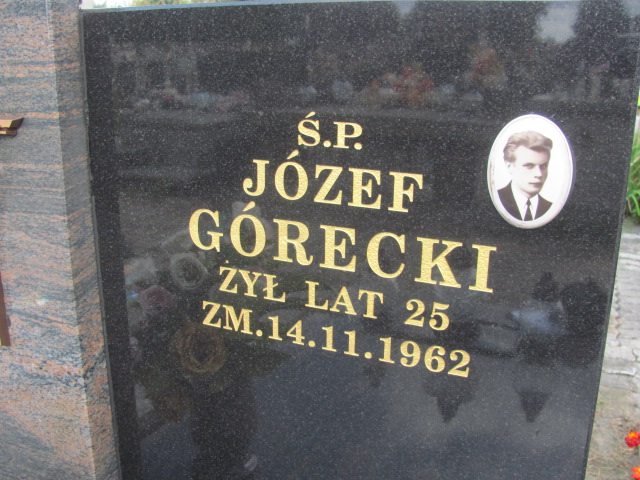 Ś.P.
JÓZEF
GÓRECKI
ŻYŁ LAT 25
ZM.14.11.1962